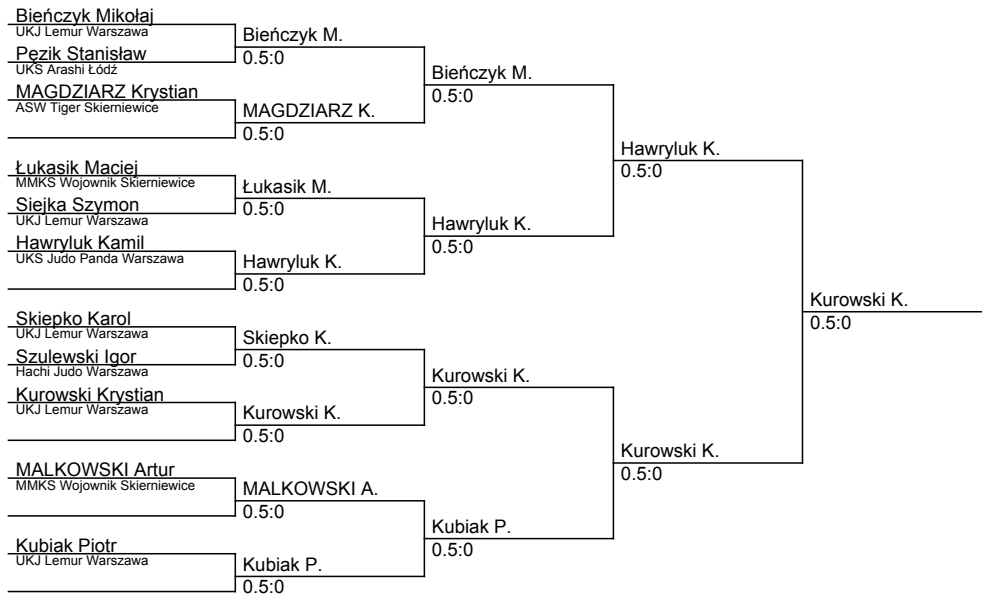 Bieńczyk Mikołaj
UKJ Lemur Warszawa
Pęzik Stanisław
UKS Arashi Łódź
MAGDZIARZ Krystian
ASW Tiger Skierniewice
Łukasik Maciej
MMKS Wojownik Skierniewice
Siejka Szymon
UKJ Lemur Warszawa
Hawryluk Kamil
UKS Judo Panda Warszawa
Skiepko Karol
UKJ Lemur Warszawa
Szulewski Igor
Hachi Judo Warszawa
Kurowski Krystian
UKJ Lemur Warszawa
MALKOWSKI Artur
MMKS Wojownik Skierniewice
Kubiak Piotr
UKJ Lemur Warszawa
Bieńczyk M.
0.5:0
MAGDZIARZ K.
0.5:0
Łukasik M.
0.5:0
Hawryluk K.
0.5:0
Skiepko K.
0.5:0
Kurowski K.
0.5:0
MALKOWSKI A.
0.5:0
Kubiak P.
0.5:0
Bieńczyk M.
0.5:0
Hawryluk K.
0.5:0
Kurowski K.
0.5:0
Kubiak P.
0.5:0
Hawryluk K.
0.5:0
Kurowski K.
0.5:0
Kurowski K.
0.5:0